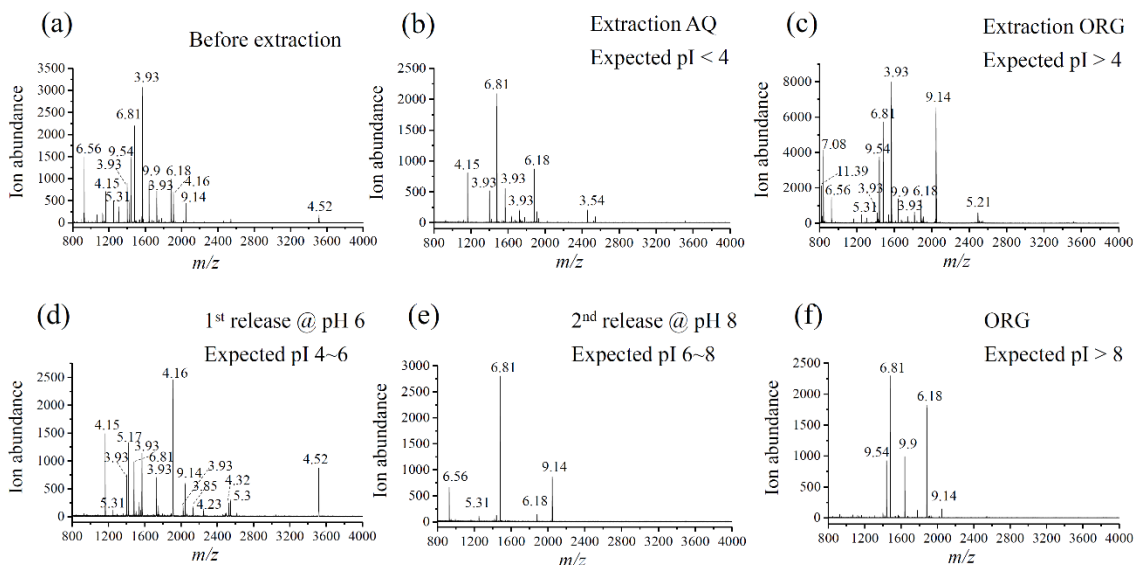 (a)
Before extraction
Ion abundance
3500
3000
2500
2000
1500
1000
500
0
3.93
6.81
6.56
9.54
3.93
4.15
5.31
9.9
6.18
3.93
4.16
9.14
4.52
800 1200 1600 2000 2400 2800 3200 3600 4000
m/z
(b)
Extraction AQ
Expected pI < 4
Ion abundance
2500
2000
1500
1000
500
0
6.81
4.15
6.18
3.93
3.93
3.93
3.54
800 1200 1600 2000 2400 2800 3200 3600 4000
m/z
(c)
Extraction ORG
Expected pI > 4
Ion abundance
8000
6000
4000
2000
0
3.93
9.14
6.81
7.08
9.54
11.39
3.93
6.56
9.9
6.18
5.31
3.93
5.21
800 1200 1600 2000 2400 2800 3200 3600 4000
m/z
(d)
1st release @ pH 6
Expected pI 4~6
Ion abundance
2500
2000
1500
1000
500
0
4.16
4.15
5.17
3.93
3.93
6.81
3.93
9.14
3.93
3.85
4.32
5.3
5.31
4.23
4.52
800 1200 1600 2000 2400 2800 3200 3600 4000
m/z
(e)
2nd release @ pH 8
Expected pI 6~8
Ion abundance
3000
2500
2000
1500
1000
500
0
6.81
6.56
9.14
5.31
6.18
800 1200 1600 2000 2400 2800 3200 3600 4000
m/z
(f)
ORG
Expected pI > 8
Ion abundance
2500
2000
1500
1000
500
0
6.81
6.18
9.54
9.9
9.14
800 1200 1600 2000 2400 2800 3200 3600 4000
m/z